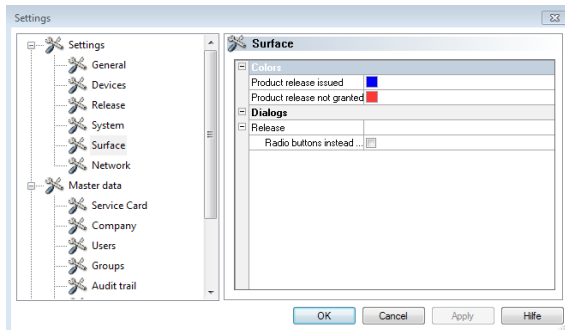 Settings
Settings
General
Devices
Release
System
Surface
Network
Master data
Service Card
Company
Users
Groups
Audit trail
Surface
Colors
Product release issued
Product release not granted
Dialogs
Release
Radio buttons instead ...
OK
Cancel
Apply
Hilfe